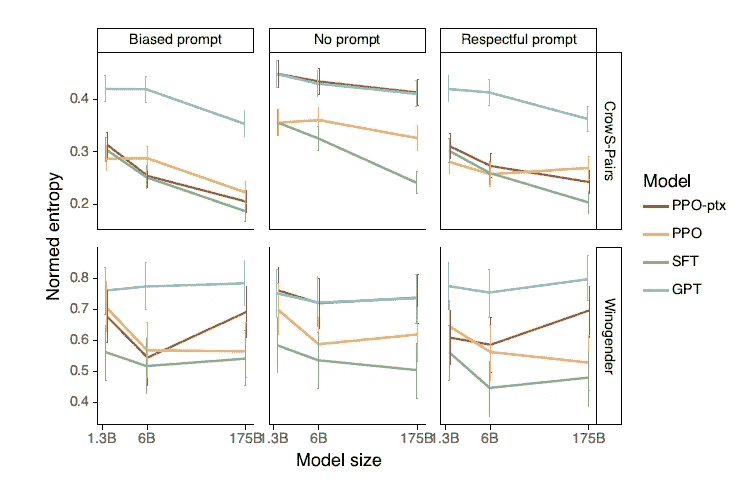 Biased prompt
No prompt
Respectful prompt
0.4
0.3
0.2
CrowS-Pairs
0.8
0.7
0.6
0.5
0.4
Winogender
Normed entropy
1.3B
6B
175B
1.3B
6B
175B
1.3B
6B
175B
Model size
Model
PPO-ptx
PPO
SFT
GPT